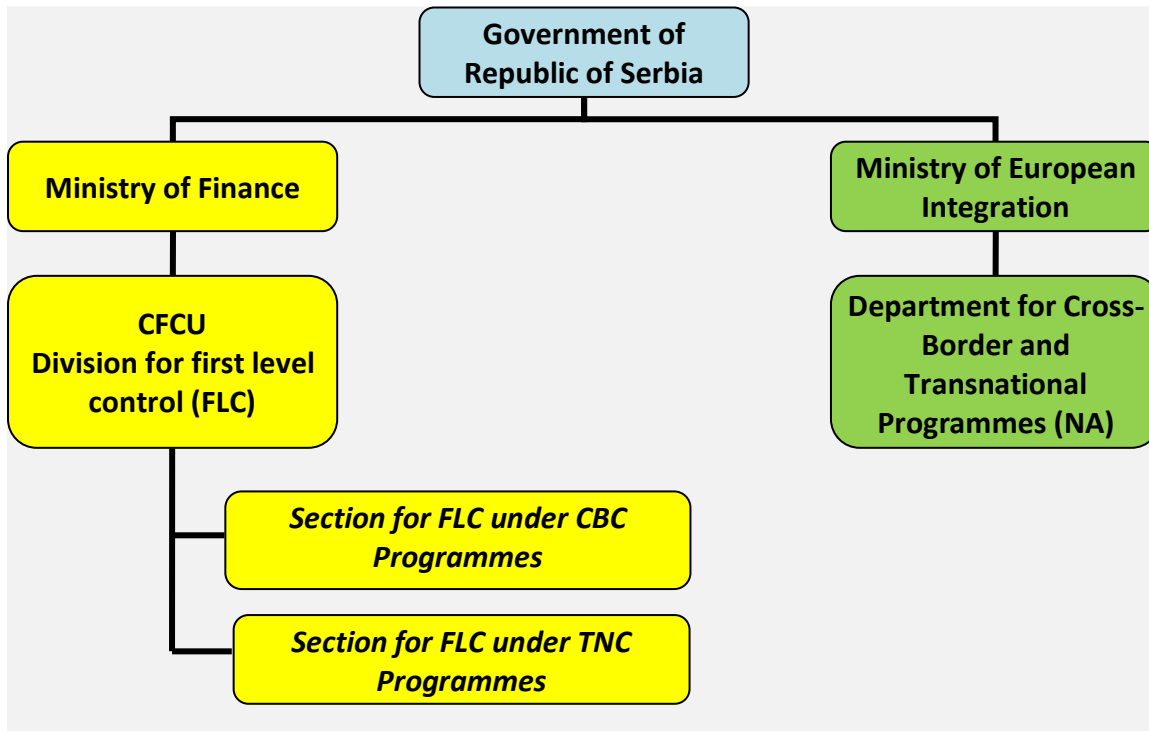 Government of
Republic of Serbia
Ministry of Finance
Ministry of European
Integration
CFCU
Division for first level
control (FLC)
Department for Cross-
Border and
Transnational
Programmes (NA)
Section for FLC under CBC
Programmes
Section for FLC under TNC
Programmes